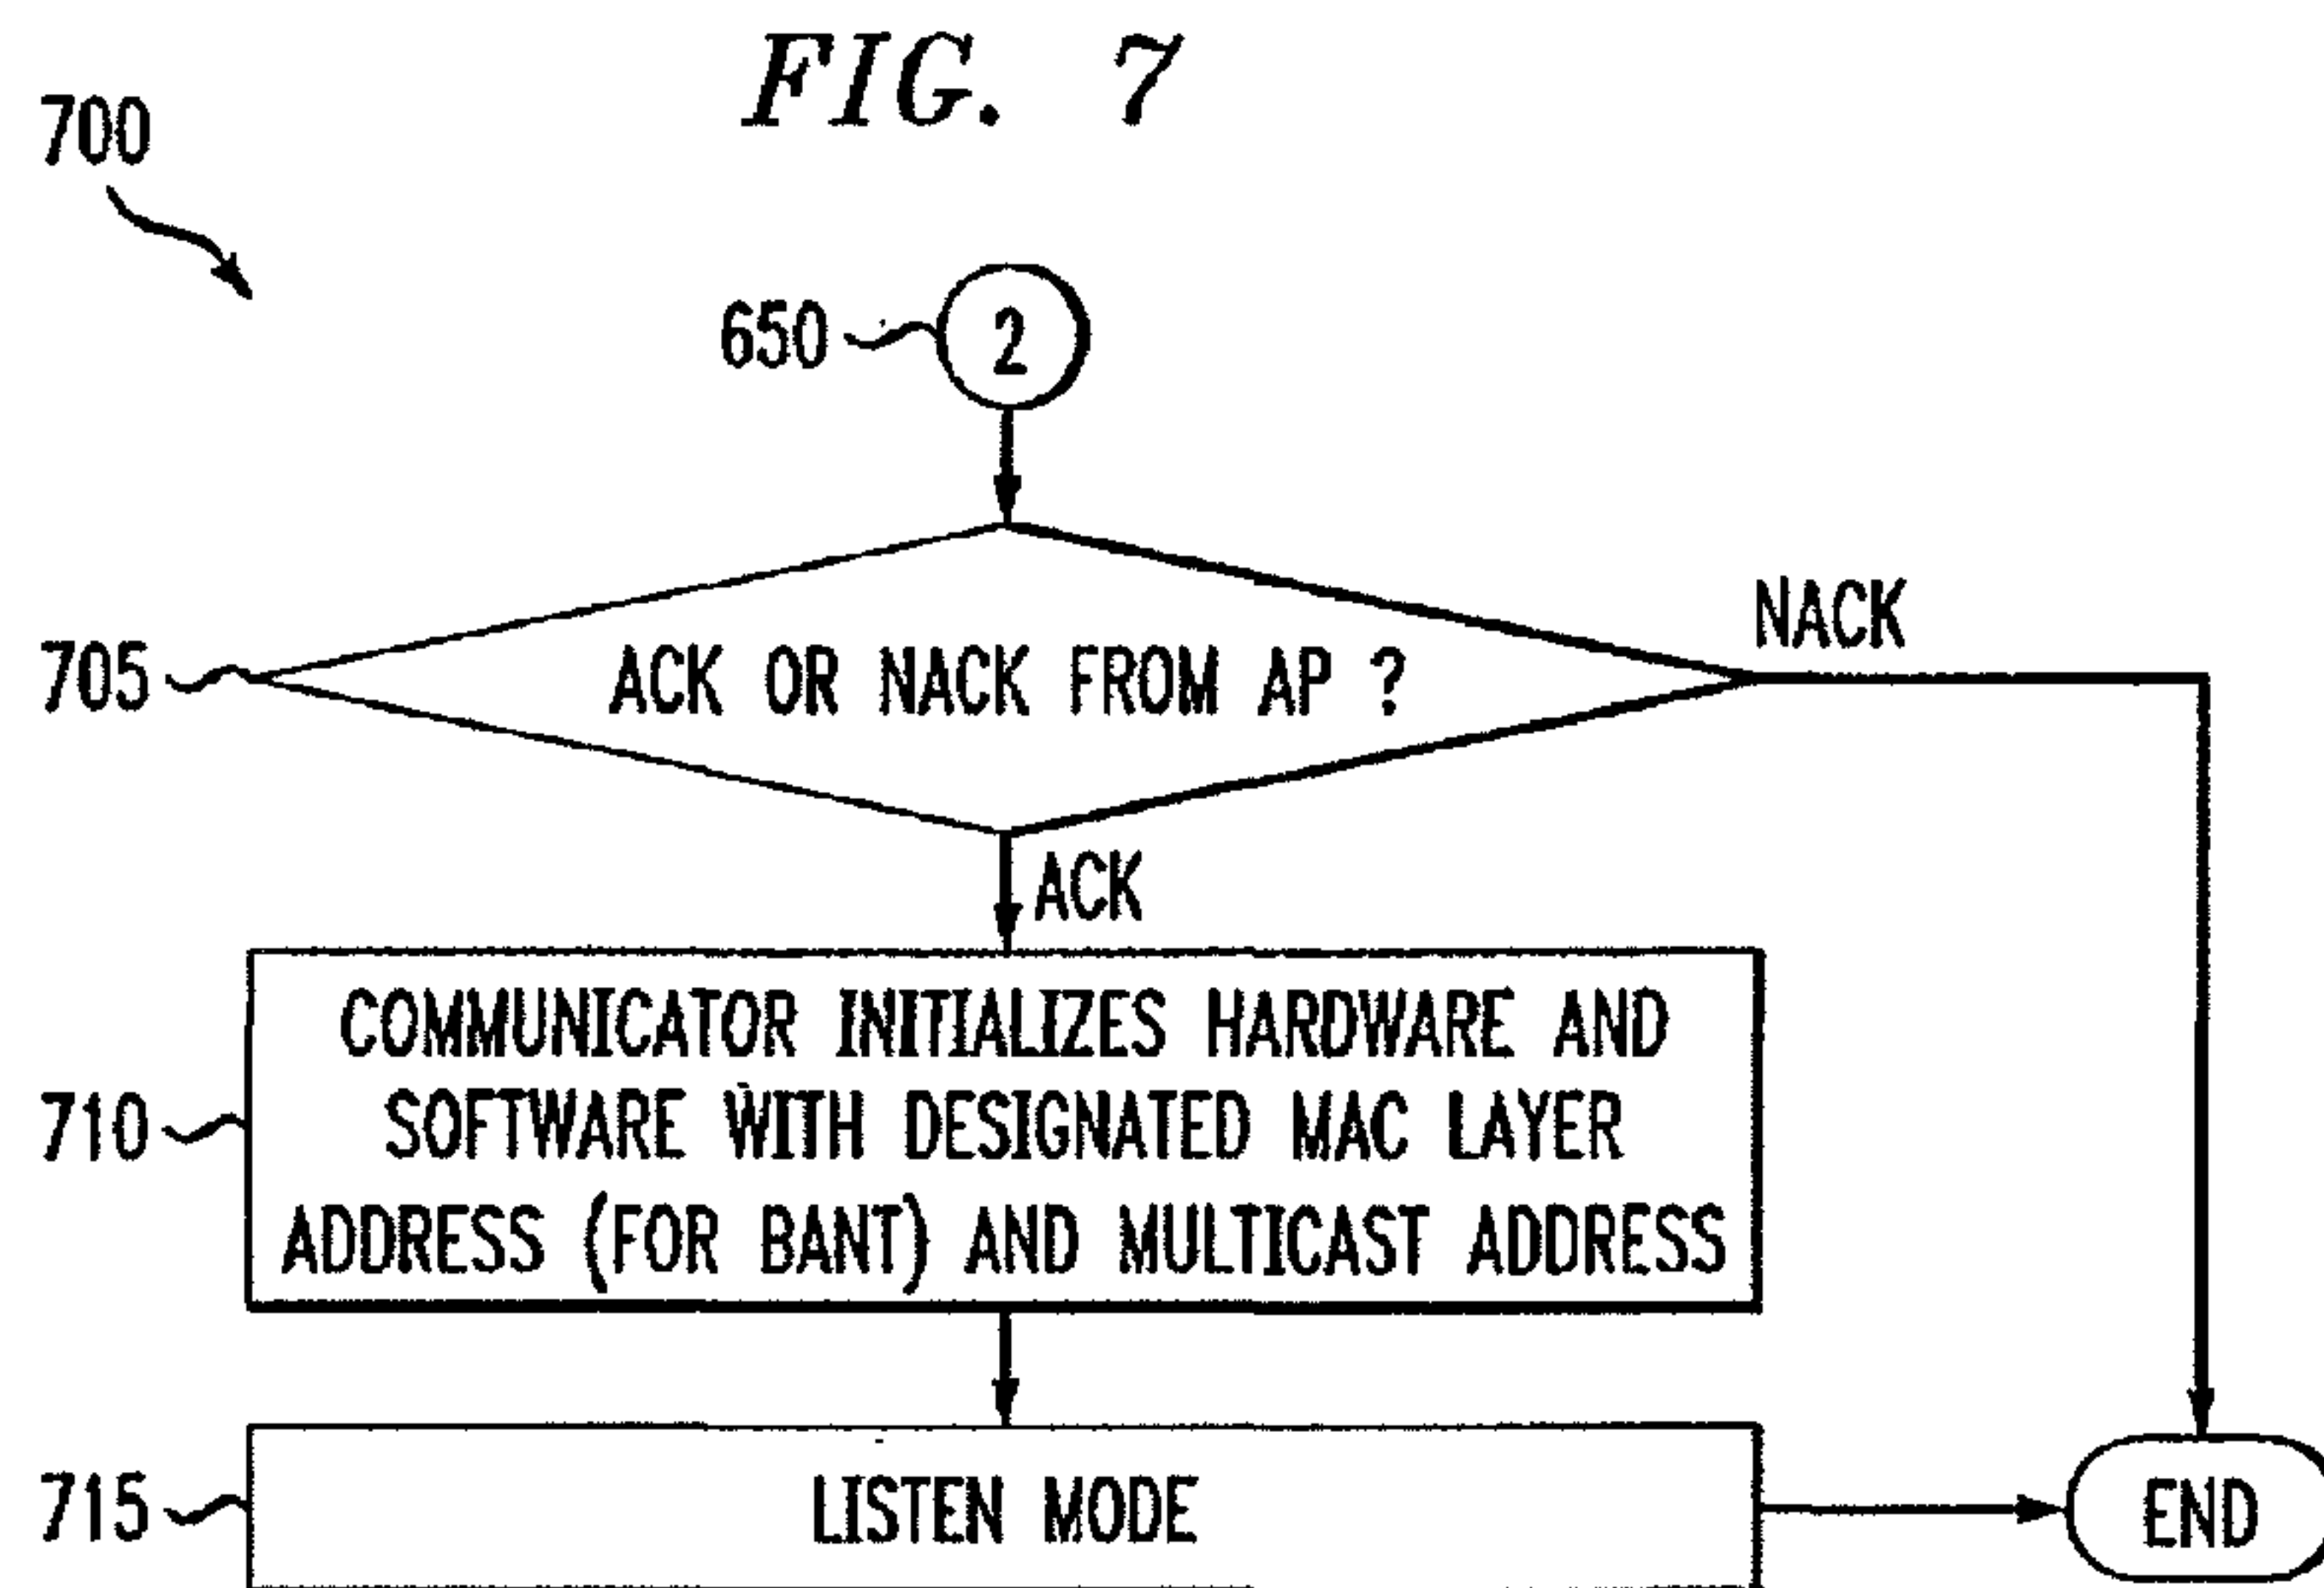 FIG. 7
700
650
2
705
ACK OR NACK FROM AP ?
NACK
ACK
710
COMMUNICATOR INITIALIZES HARDWARE AND
SOFTWARE WITH DESIGNATED MAC LAYER
ADDRESS (FOR BANT) AND MULTICAST ADDRESS
715
LISTEN MODE
END